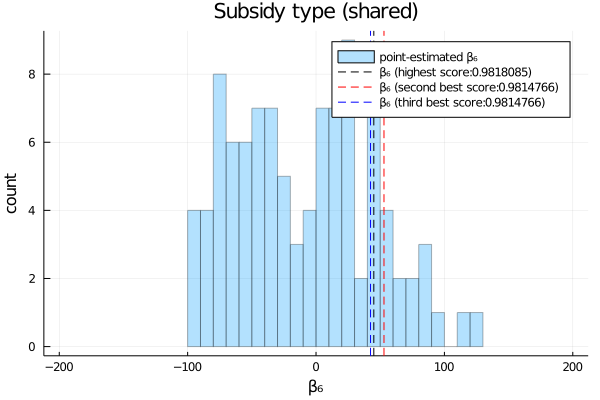 Subsidy type (shared)
point-estimated β₆
β₆ (highest score:0.9818085)
β₆ (second best score:0.9814766)
β₆ (third best score:0.9814766)
count
8
6
4
2
0
−200
−100
0
100
200
β₆